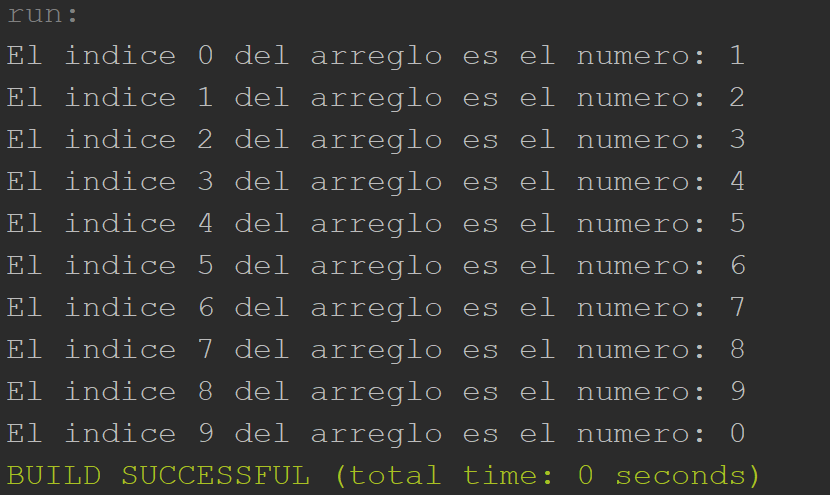 run:
El indice 0 del arreglo es el numero: 1
El indice 1 del arreglo es el numero: 2
El indice 2 del arreglo es el numero: 3
El indice 3 del arreglo es el numero: 4
El indice 4 del arreglo es el numero: 5
El indice 5 del arreglo es el numero: 6
El indice 6 del arreglo es el numero: 7
El indice 7 del arreglo es el numero: 8
El indice 8 del arreglo es el numero: 9
El indice 9 del arreglo es el numero: 0
BUILD SUCCESSFUL (total time: 0 seconds)